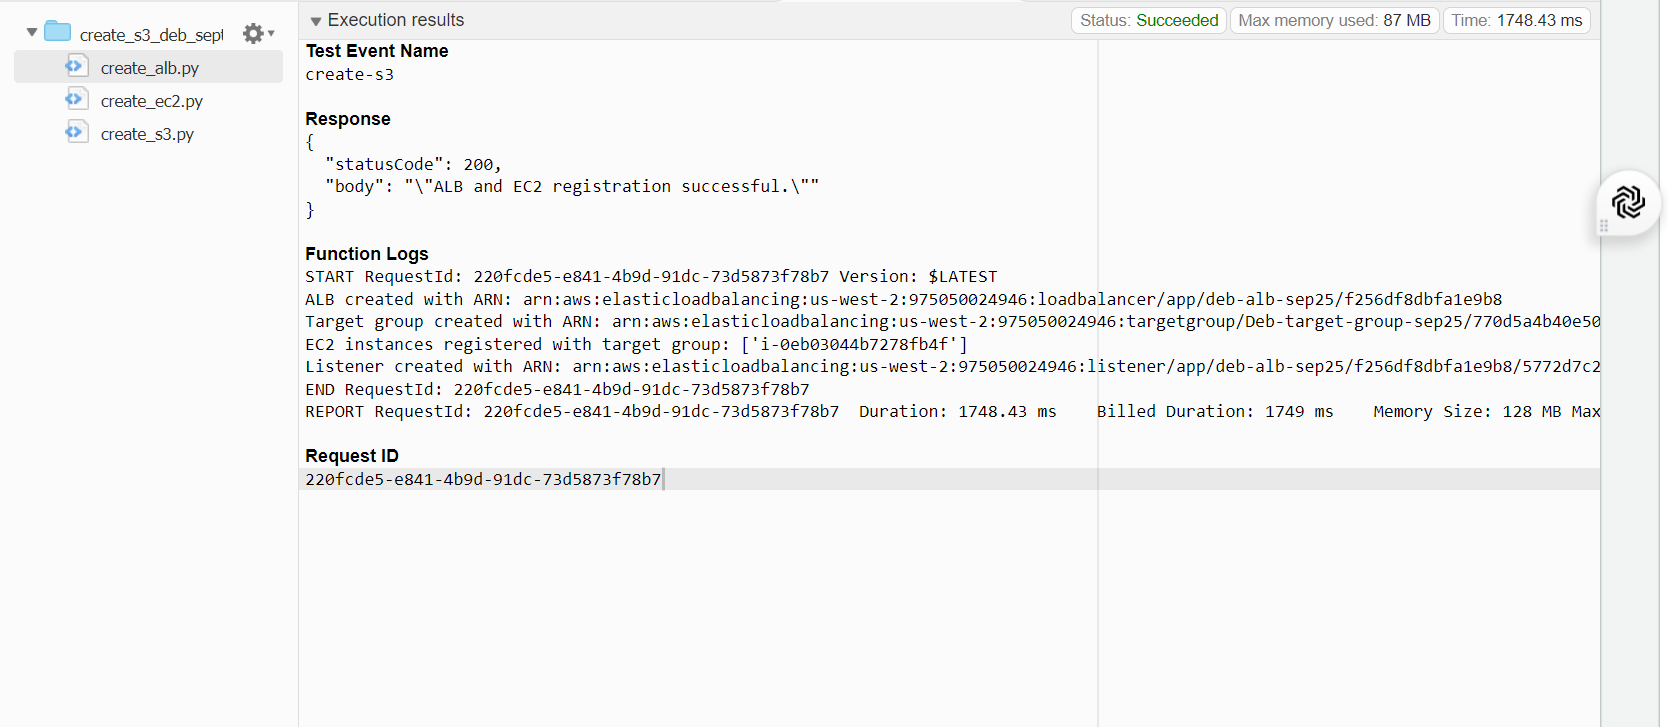 create_s3_deb_sept
create_alb.py
create_ec2.py
create_s3.py
Execution results
Status: Succeeded
Max memory used: 87 MB
Time: 1748.43 ms
Test Event Name
create-s3
Response
{
"statusCode": 200,
"body": "\"ALB and EC2 registration successful.\""
}
Function Logs
START RequestId: 220fcde5-e841-4b9d-91dc-73d5873f78b7 Version: $LATEST
ALB created with ARN: arn:aws:elasticloadbalancing:us-west-2:975050024946:loadbalancer/app/deb-alb-sep25/f256df8dbfa1e9b8
Target group created with ARN: arn:aws:elasticloadbalancing:us-west-2:975050024946:targetgroup/Deb-target-group-sep25/770d5a4b40e50
EC2 instances registered with target group: ['i-0eb03044b7278fb4f']
Listener created with ARN: arn:aws:elasticloadbalancing:us-west-2:975050024946:listener/app/deb-alb-sep25/f256df8dbfa1e9b8/5772d7c2
END RequestId: 220fcde5-e841-4b9d-91dc-73d5873f78b7
REPORT RequestId: 220fcde5-e841-4b9d-91dc-73d5873f78b7 Duration: 1748.43 ms Billed Duration: 1749 ms Memory Size: 128 MB Max
Request ID
220fcde5-e841-4b9d-91dc-73d5873f78b7